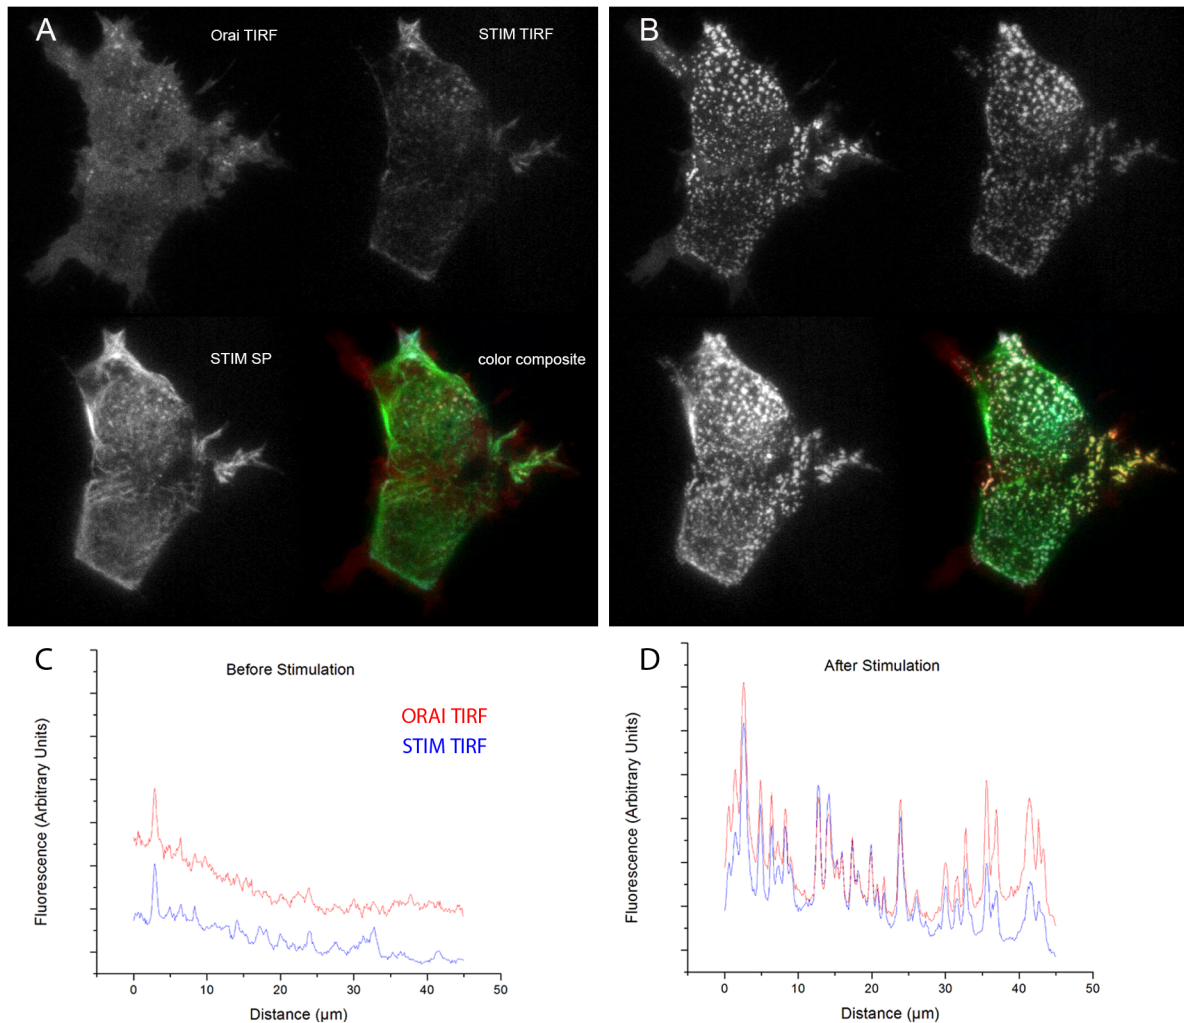 A
Orai TIRF
STIM TIRF
STIM SP
color composite
B
C
Before Stimulation
ORAI TIRF
STIM TIRF
Fluorescence (Arbitrary Units)
0
10
20
30
40
50
Distance (µm)
D
After Stimulation
Fluorescence (Arbitrary Units)
0
10
20
30
40
50
Distance (µm)